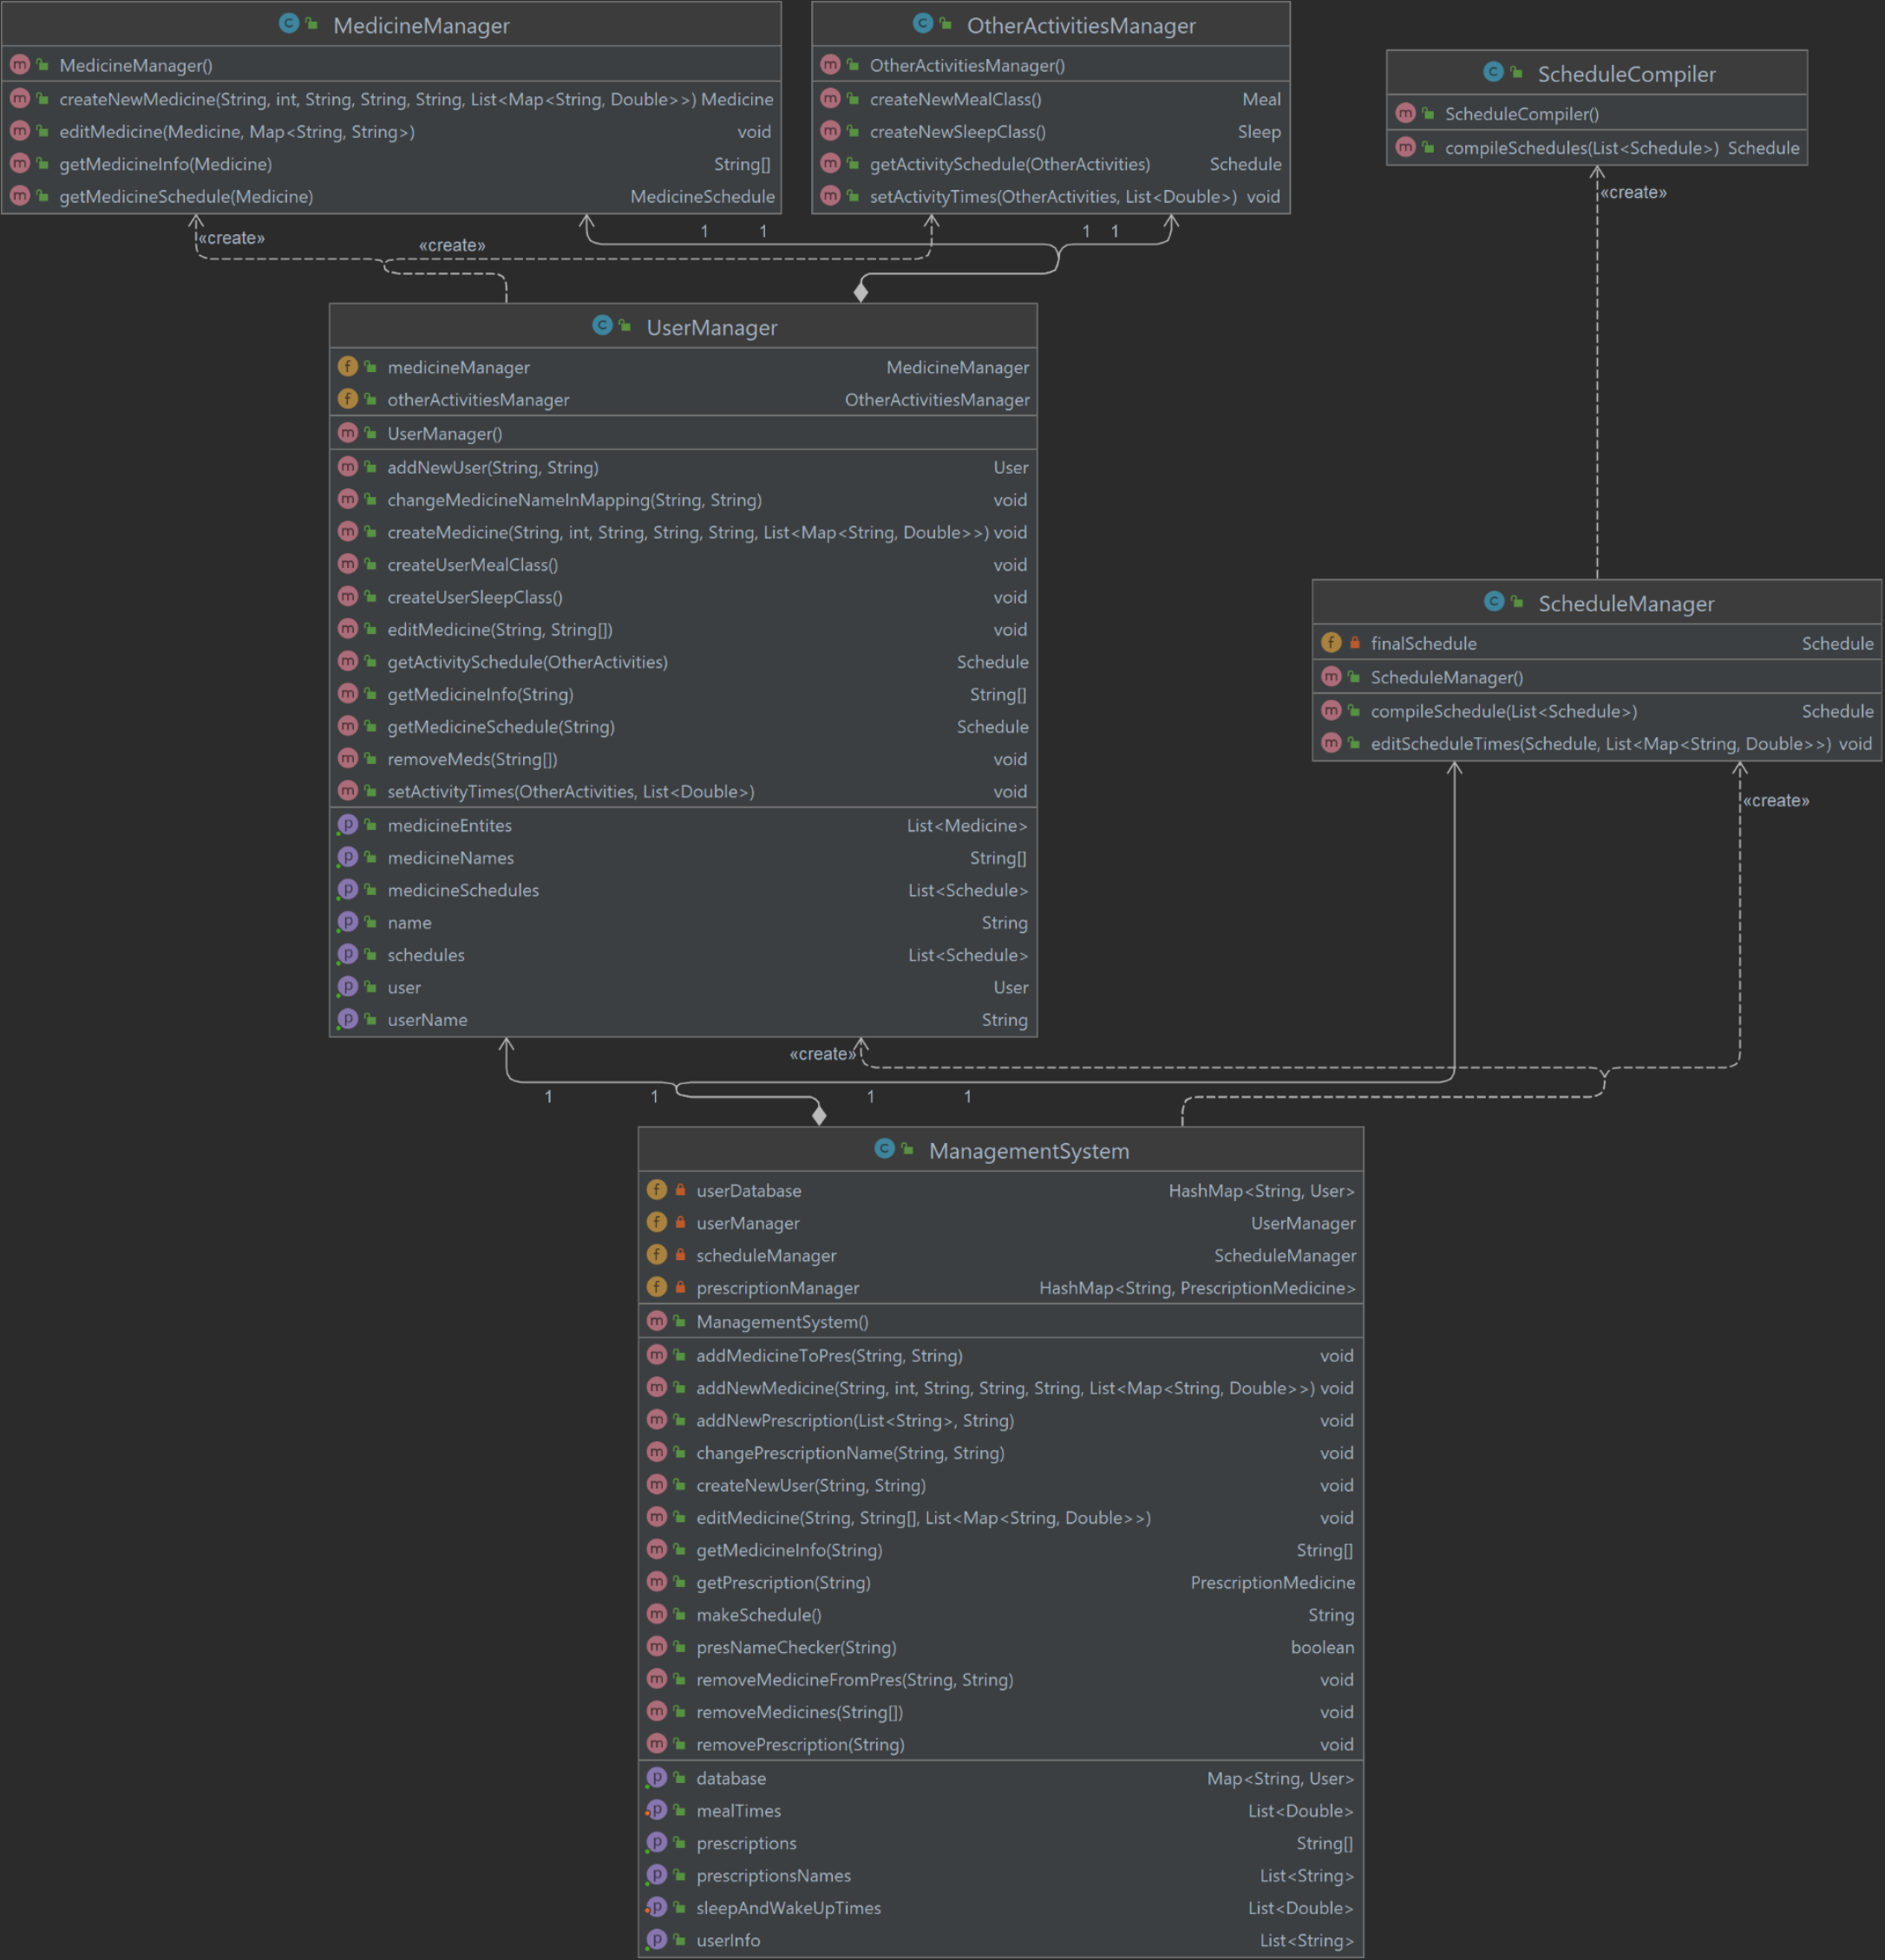 MedicineManager
MedicineManager()
createNewMedicine(String, int, String, String, String, List<Map<String, Double>>) Medicine
editMedicine(Medicine, Map<String, String>) void
getMedicineInfo(Medicine) String[]
getMedicineSchedule(Medicine) MedicineSchedule
OtherActivitiesManager
OtherActivitiesManager()
createNewMealClass() Meal
createNewSleepClass() Sleep
getActivitySchedule(OtherActivities) Schedule
setActivityTimes(OtherActivities, List<Double>) void
ScheduleCompiler
ScheduleCompiler()
compileSchedules(List<Schedule>) Schedule
«create»
«create»
«create»
1 1 1 1
UserManager
medicineManager MedicineManager
otherActivitiesManager OtherActivitiesManager
UserManager()
addNewUser(String, String) User
changeMedicineNameInMapping(String, String) void
createMedicine(String, int, String, String, String, List<Map<String, Double>>) void
createUserMealClass() void
createUserSleepClass() void
editMedicine(String, String[]) void
getActivitySchedule(OtherActivities) Schedule
getMedicineInfo(String) String[]
getMedicineSchedule(String) Schedule
removeMeds(String[]) void
setActivityTimes(OtherActivities, List<Double>) void
medicineEntites List<Medicine>
medicineNames String[]
medicineSchedules List<Schedule>
name String
schedules List<Schedule>
user User
userName String
ScheduleManager
finalSchedule Schedule
ScheduleManager()
compileSchedule(List<Schedule>) Schedule
editScheduleTimes(Schedule, List<Map<String, Double>>) void
«create»
«create»
1 1 1 1
ManagementSystem
userDatabase HashMap<String, User>
userManager UserManager
scheduleManager ScheduleManager
prescriptionManager HashMap<String, PrescriptionMedicine>
ManagementSystem()
addMedicineToPres(String, String) void
addNewMedicine(String, int, String, String, String, List<Map<String, Double>>) void
addNewPrescription(List<String>, String) void
changePrescriptionName(String, String) void
createNewUser(String, String) void
editMedicine(String, String[], List<Map<String, Double>>) void
getMedicineInfo(String) String[]
getPrescription(String) PrescriptionMedicine
makeSchedule() String
presNameChecker(String) boolean
removeMedicineFromPres(String, String) void
removeMedicines(String[]) void
removePrescription(String) void
database Map<String, User>
mealTimes List<Double>
prescriptions String[]
prescriptionsNames List<String>
sleepAndWakeUpTimes List<Double>
userInfo List<String>